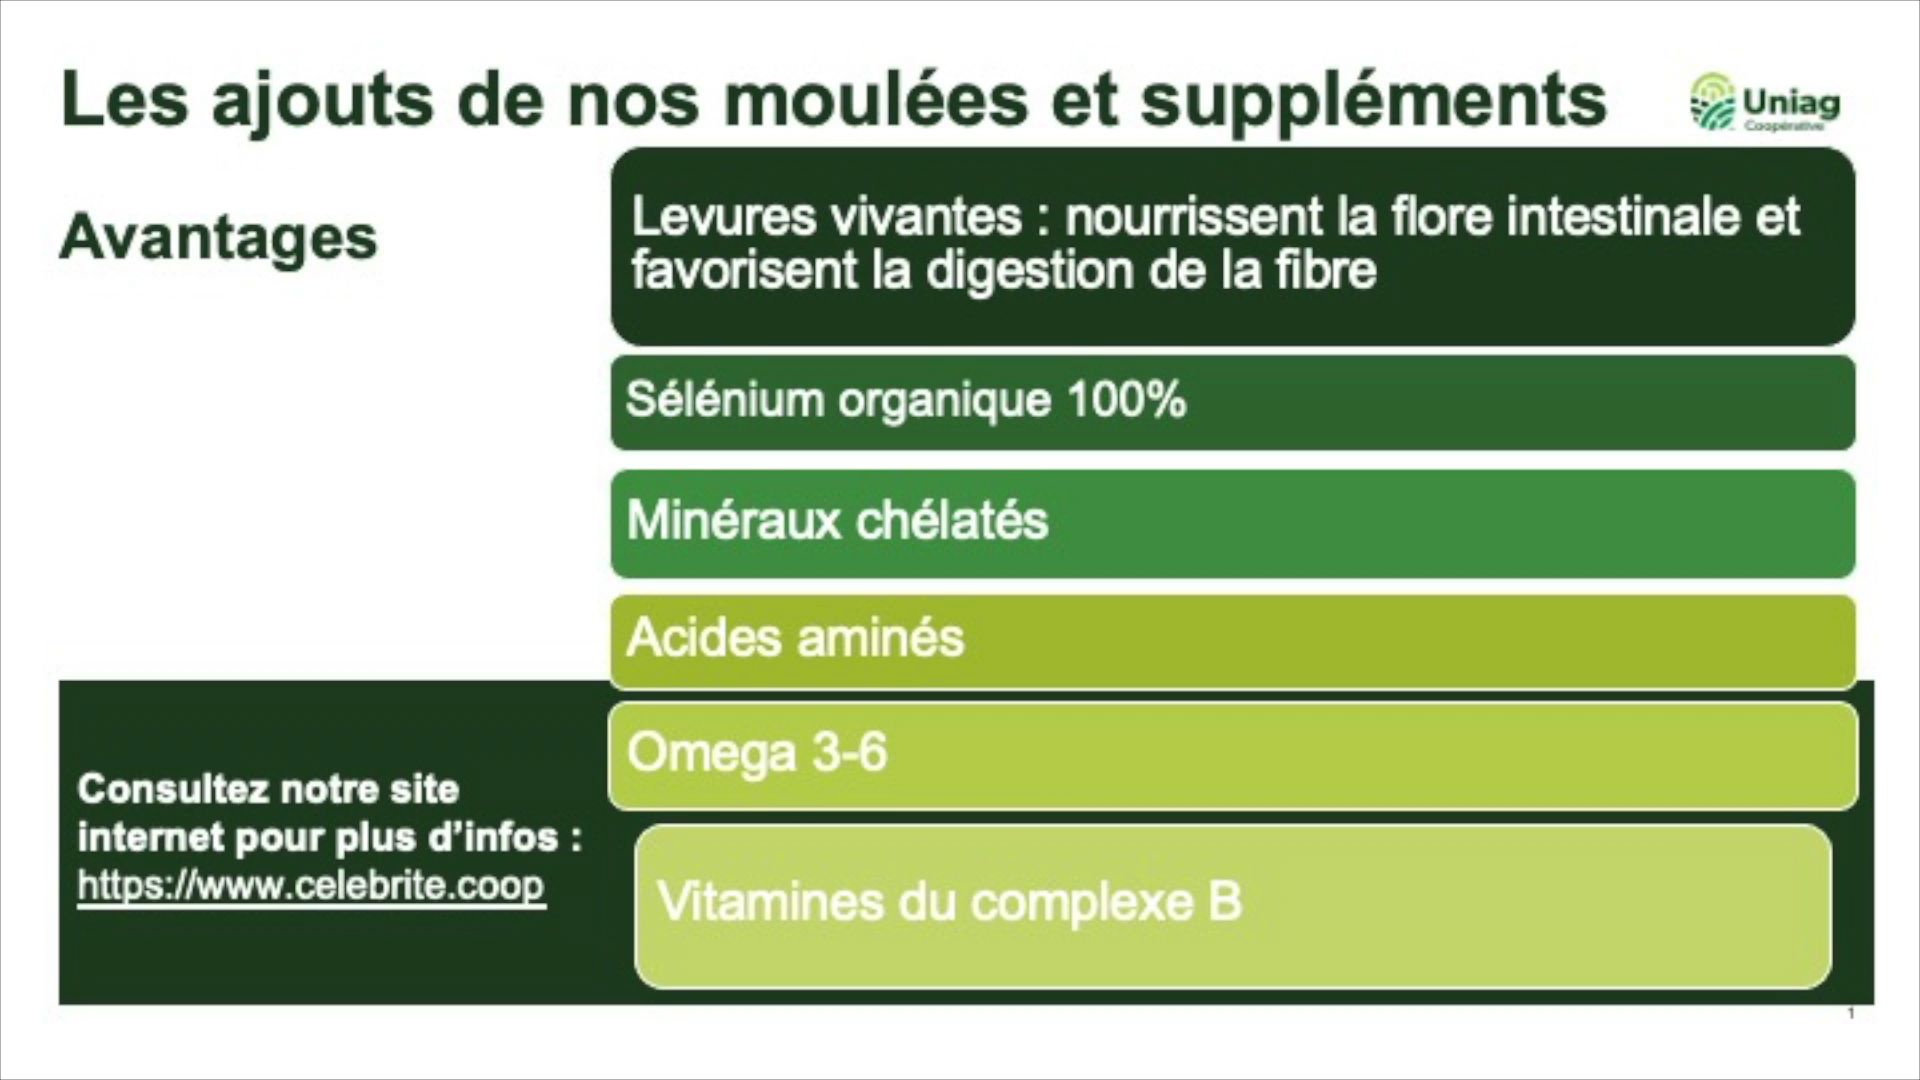 Les ajouts de nos moulées et suppléments
Uniag
Coopérative
Avantages
Levures vivantes : nourrissent la flore intestinale et
favorisent la digestion de la fibre
Sélénium organique 100%
Minéraux chélatés
Acides aminés
Omega 3-6
Vitamines du complexe B
Consultez notre site
internet pour plus d’infos :
https://www.celebrite.coop
1